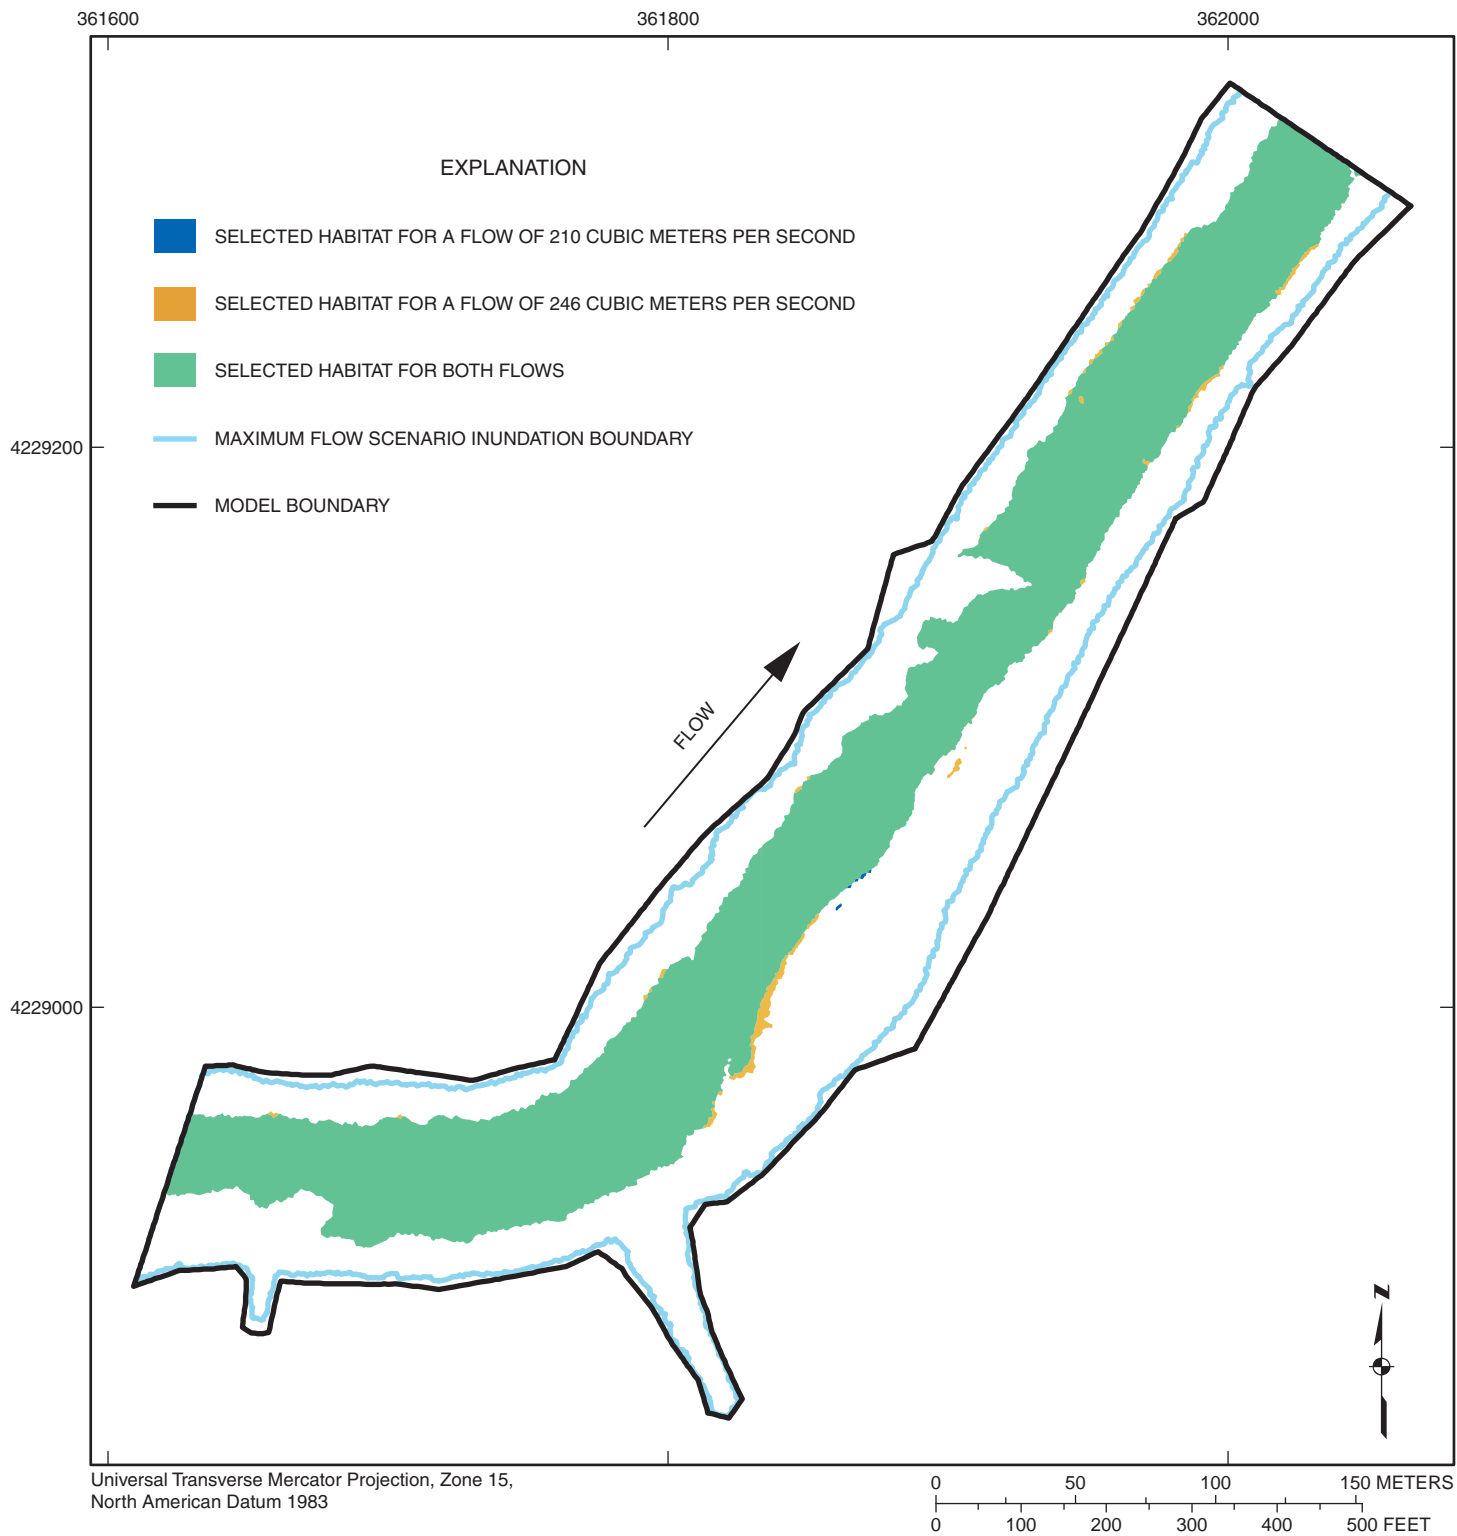 361600 361800 362000
EXPLANATION
SELECTED HABITAT FOR A FLOW OF 210 CUBIC METERS PER SECOND
SELECTED HABITAT FOR A FLOW OF 246 CUBIC METERS PER SECOND
SELECTED HABITAT FOR BOTH FLOWS
MAXIMUM FLOW SCENARIO INUNDATION BOUNDARY
MODEL BOUNDARY
4229200
FLOW
4229000
N
Universal Transverse Mercator Projection, Zone 15,
North American Datum 1983
0 50 100 150 METERS
0 100 200 300 400 500 FEET